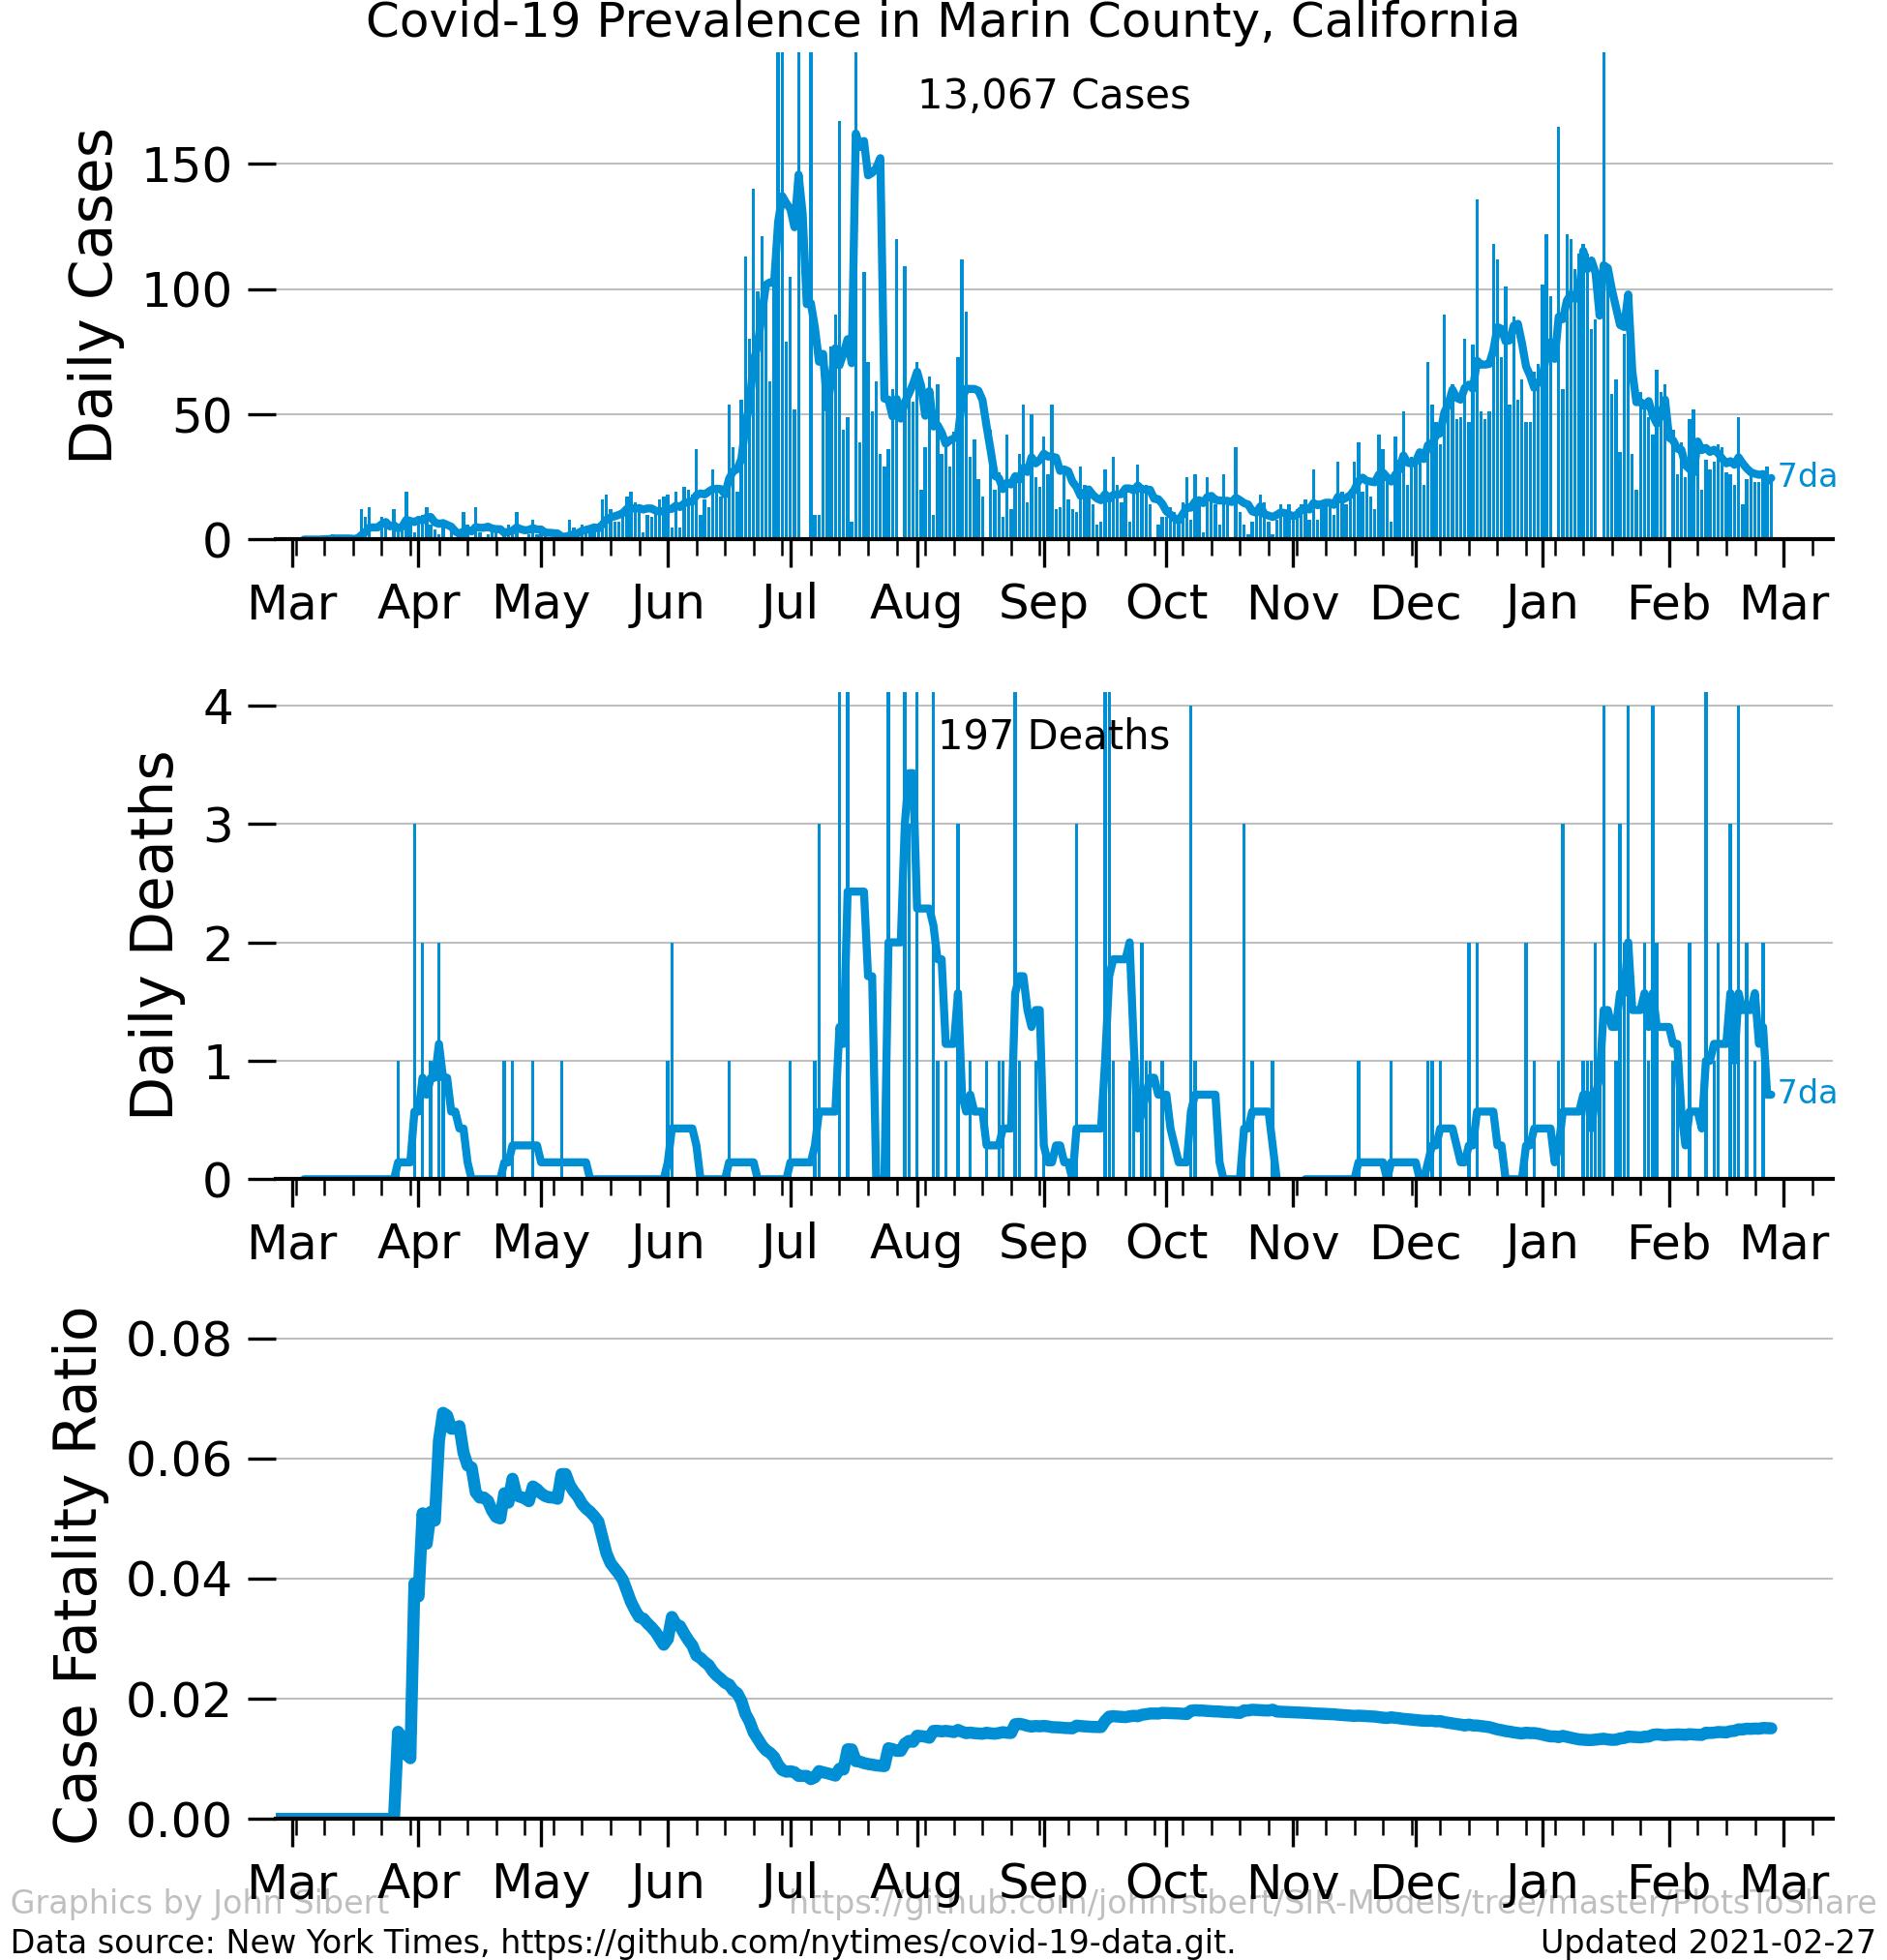 Covid-19 Prevalence in Marin County, California
13,067 Cases
Daily Cases
150
100
50
0
7da
Mar Apr May Jun Jul Aug Sep Oct Nov Dec Jan Feb Mar
197 Deaths
Daily Deaths
4
3
2
1
0
7da
Mar Apr May Jun Jul Aug Sep Oct Nov Dec Jan Feb Mar
Case Fatality Ratio
0.08
0.06
0.04
0.02
0.00
Mar Apr May Jun Jul Aug Sep Oct Nov Dec Jan Feb Mar
Graphics by John Sibert https://github.com/johnrsibert/SIR-Models/tree/master/PlotsToShare
Data source: New York Times, https://github.com/nytimes/covid-19-data.git. Updated 2021-02-27